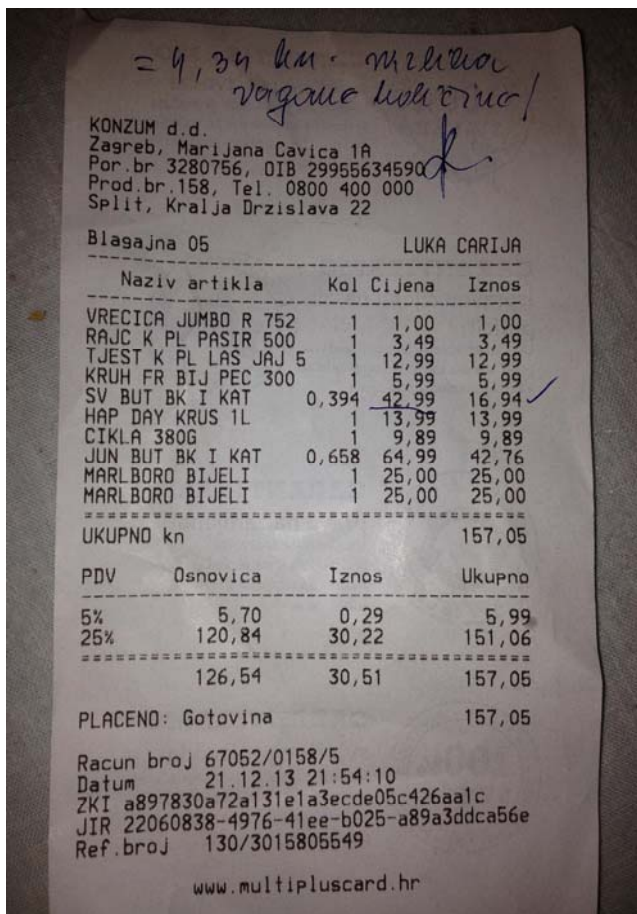 = 4,34 km.
vagana količina!
KONZUM d.d.
Zagreb, Marijana Cavica 1A
Por.br 3280756, OIB 29955634590
Prod.br.158, Tel. 0800 400 000
Split, Kralja Drzislava 22
Blagajna 05 LUKA CARIJA
Naziv artikla Kol Cijena Iznos
VRECICA JUMBO R 752 1 1,00 1,00
RAJC K PL PASIR 500 1 3,49 3,49
TJEST K PL LAS JAJ 5 1 12,99 12,99
KRUH FR BIJ PEC 300 1 5,99 5,99
SV BUT BK I KAT 0,394 42,99 16,94
HAP DAY KRUS 1L 1 13,99 13,99
CIKLA 380G 1 9,89 9,89
JUN BUT BK I KAT 0,658 64,99 42,76
MARLBORO BIJELI 1 25,00 25,00
MARLBORO BIJELI 1 25,00 25,00
UKUPNO kn 157,05
PDV Osnovica Iznos Ukupno
5% 5,70 0,29 5,99
25% 120,84 30,22 151,06
126,54 30,51 157,05
PLACENO: Gotovina 157,05
Racun broj 67052/0158/5
Datum 21.12.13 21:54:10
ZKI a897830a72a131e1a3ecde05c426aa1c
JIR 22060838-4976-41ee-b025-a89a3ddca56e
Ref.broj 130/3015805549
www.multipluscard.hr